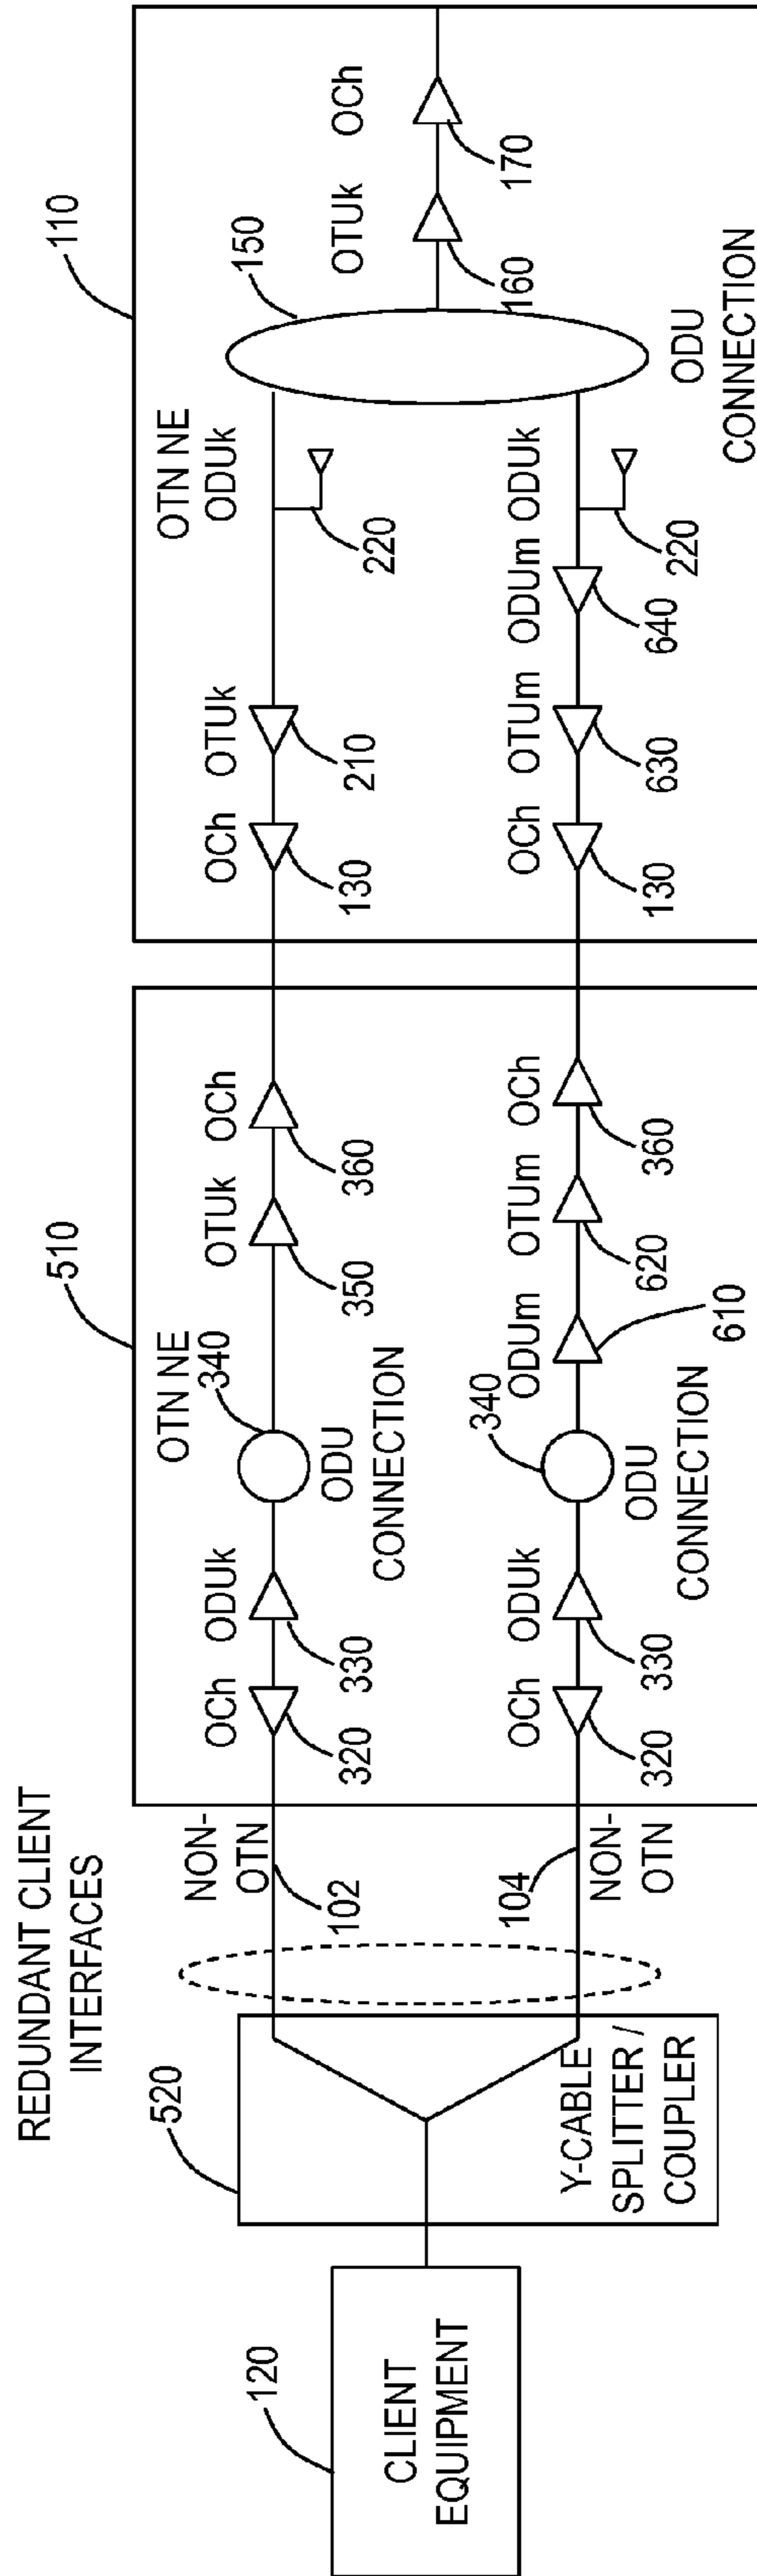 REDUNDANT CLIENT
INTERFACES
120
CLIENT
EQUIPMENT
520
Y-CABLE
SPLITTER /
COUPLER
NON-
OTN
102
104
NON-
OTN
510
OTN NE
OCh
320
ODUk
330
340
ODU
CONNECTION
OTUk
350
OCh
360
OCh
320
ODUk
330
340
ODU
CONNECTION
ODUm
610
OTUm
620
OCh
360
110
OTN NE
OCh
130
OTUk
210
ODUk
220
OCh
130
OTUm
630
ODUm
640
ODUk
220
150
ODU
CONNECTION
OTUk
160
OCh
170